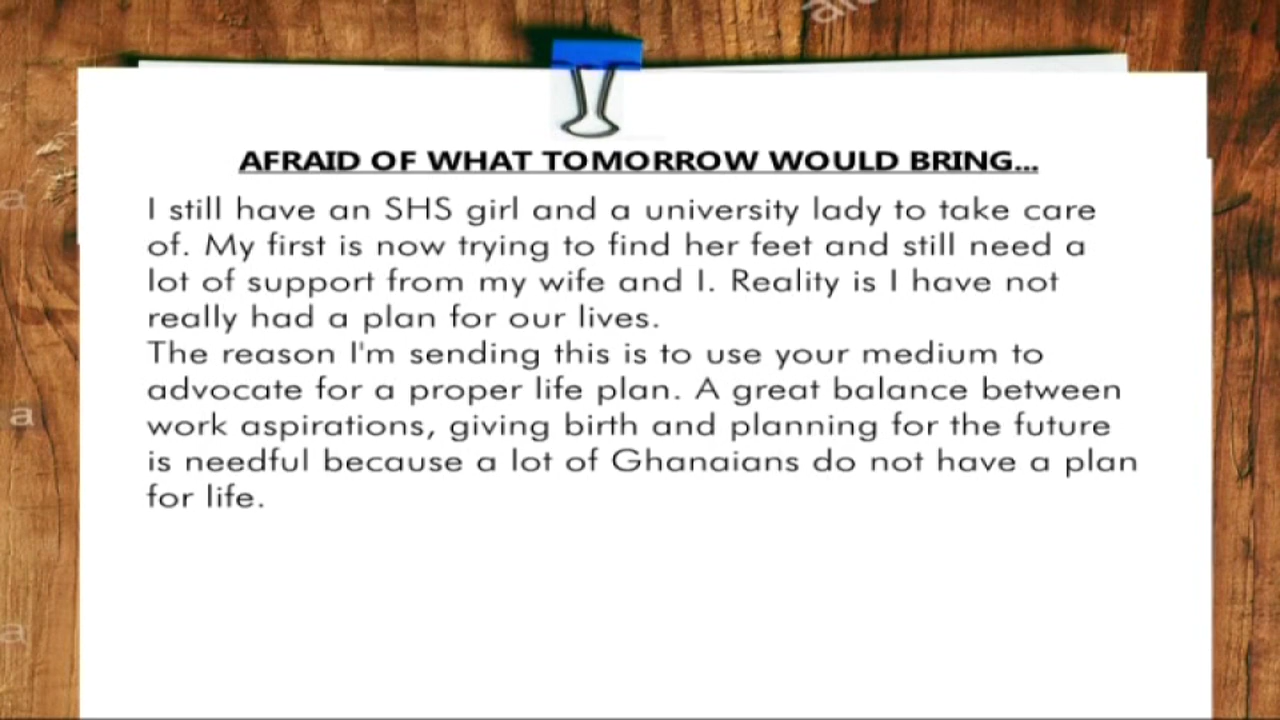 AFRAID OF WHAT TOMORROW WOULD BRING...
I still have an SHS girl and a university lady to take care
of. My first is now trying to find her feet and still need a
lot of support from my wife and I. Reality is I have not
really had a plan for our lives.
The reason I'm sending this is to use your medium to
advocate for a proper life plan. A great balance between
work aspirations, giving birth and planning for the future
is needful because a lot of Ghanaians do not have a plan
for life.
a
a
a